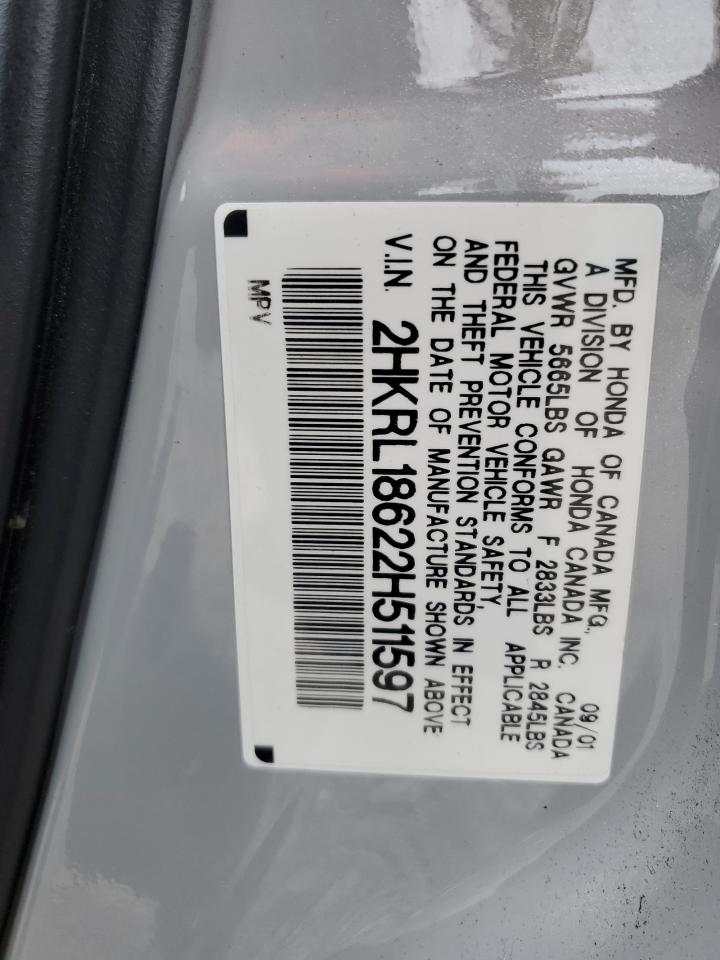 MFD. BY HONDA OF CANADA MFG., 09/01
A DIVISION OF HONDA CANADA INC. CANADA
GVWR 5665LBS GAWR F 2833LBS R 2845LBS
THIS VEHICLE CONFORMS TO ALL APPLICABLE
FEDERAL MOTOR VEHICLE SAFETY,
AND THEFT PREVENTION STANDARDS IN EFFECT
ON THE DATE OF MANUFACTURE SHOWN ABOVE
V.I.N. 2HKRL18622H511597
MPV